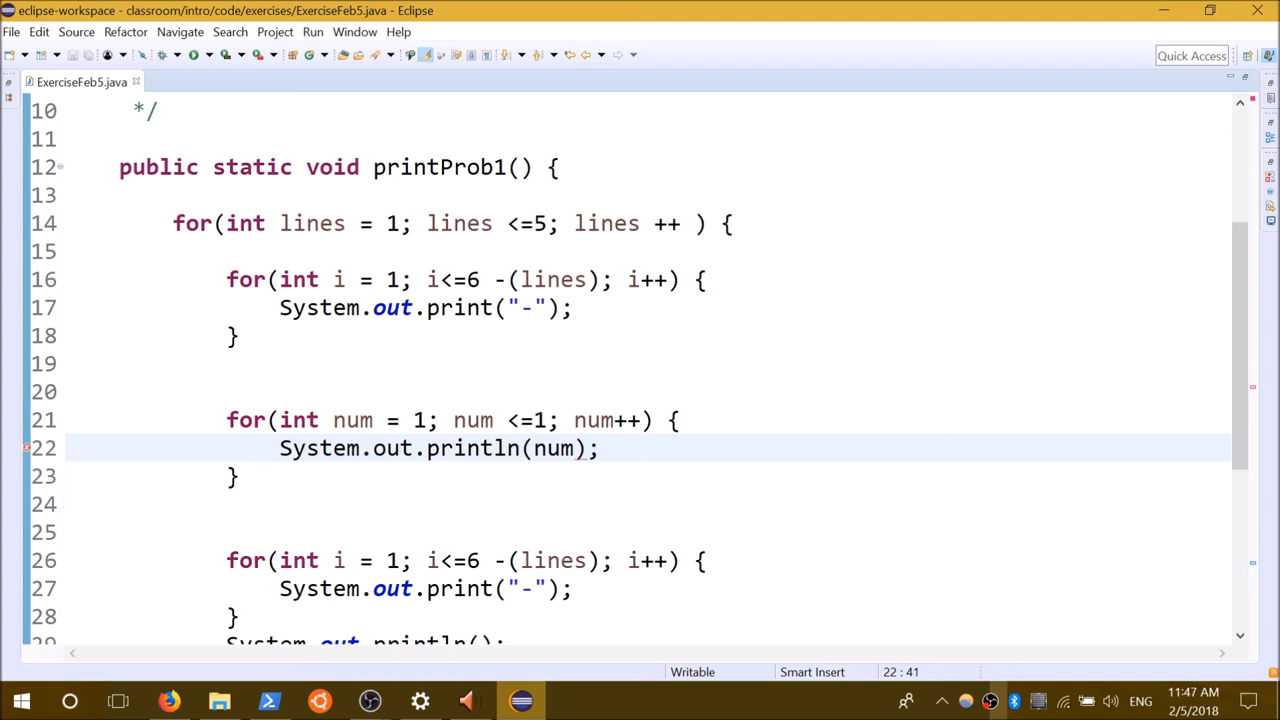 eclipse-workspace - classroom/intro/code/exercises/ExerciseFeb5.java - Eclipse
File Edit Source Refactor Navigate Search Project Run Window Help
Quick Access
ExerciseFeb5.java
10 */
11
12 public static void printProb1() {
13
14 for(int lines = 1; lines <=5; lines ++ ) {
15
16 for(int i = 1; i<=6 -(lines); i++) {
17 System.out.print("-");
18 }
19
20
21 for(int num = 1; num <=1; num++) {
22 System.out.println(num);
23 }
24
25
26 for(int i = 1; i<=6 -(lines); i++) {
27 System.out.print("-");
28 }
29 System.out.println();
Writable Smart Insert 22 : 41
ENG 11:47 AM
2/5/2018